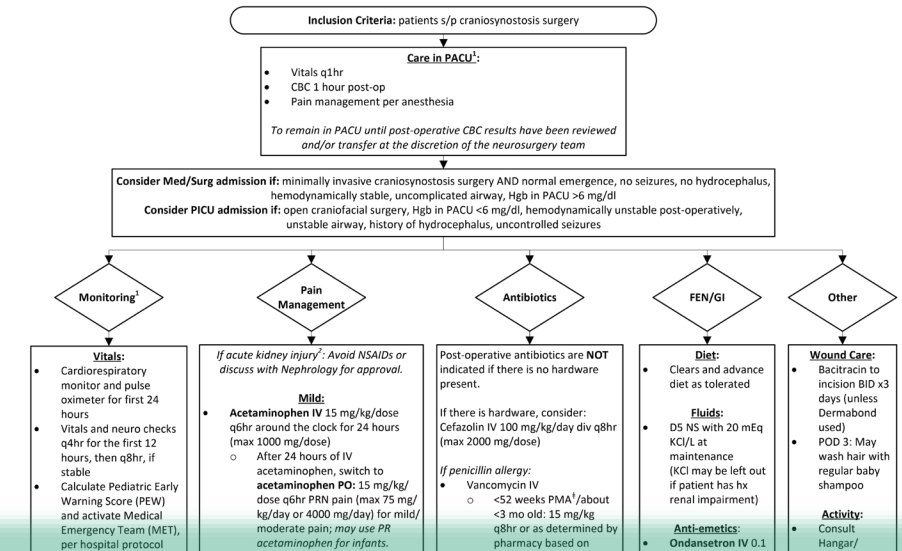 Inclusion Criteria: patients s/p craniosynostosis surgery
Care in PACU1:
• Vitals q1hr
• CBC 1 hour post-op
• Pain management per anesthesia
To remain in PACU until post-operative CBC results have been reviewed
and/or transfer at the discretion of the neurosurgery team
Consider Med/Surg admission if: minimally invasive craniosynostosis surgery AND normal emergence, no seizures, no hydrocephalus,
hemodynamically stable, uncomplicated airway, Hgb in PACU >6 mg/dl
Consider PICU admission if: open craniofacial surgery, Hgb in PACU <6 mg/dl, hemodynamically unstable post-operatively,
unstable airway, history of hydrocephalus, uncontrolled seizures
Monitoring1
Pain
Management
Antibiotics
FEN/GI
Other
Vitals:
• Cardiorespiratory
monitor and pulse
oximeter for first 24
hours
• Vitals and neuro checks
q4hr for the first 12
hours, then q8hr, if
stable
• Calculate Pediatric Early
Warning Score (PEW)
and activate Medical
Emergency Team (MET),
per hospital protocol
If acute kidney injury2: Avoid NSAIDs or
discuss with Nephrology for approval.
Mild:
• Acetaminophen IV 15 mg/kg/dose
q6hr around the clock for 24 hours
(max 1000 mg/dose)
o After 24 hours of IV
acetaminophen, switch to
acetaminophen PO: 15 mg/kg/
dose q6hr PRN pain (max 75 mg/
kg/day or 4000 mg/day) for mild/
moderate pain; may use PR
acetaminophen for infants.
Post-operative antibiotics are NOT
indicated if there is no hardware
present.
If there is hardware, consider:
Cefazolin IV 100 mg/kg/day div q8hr
(max 2000 mg/dose)
If penicillin allergy:
• Vancomycin IV
o <52 weeks PMA†/about
<3 mo old: 15 mg/kg
q8hr or as determined by
pharmacy based on
Diet:
• Clears and advance
diet as tolerated
Fluids:
• D5 NS with 20 mEq
KCl/L at
maintenance
(KCl may be left out
if patient has hx
renal impairment)
Anti-emetics:
• Ondansetron IV 0.1
Wound Care:
• Bacitracin to
incision BID x3
days (unless
Dermabond
used)
• POD 3: May
wash hair with
regular baby
shampoo
Activity:
• Consult
Hangar/